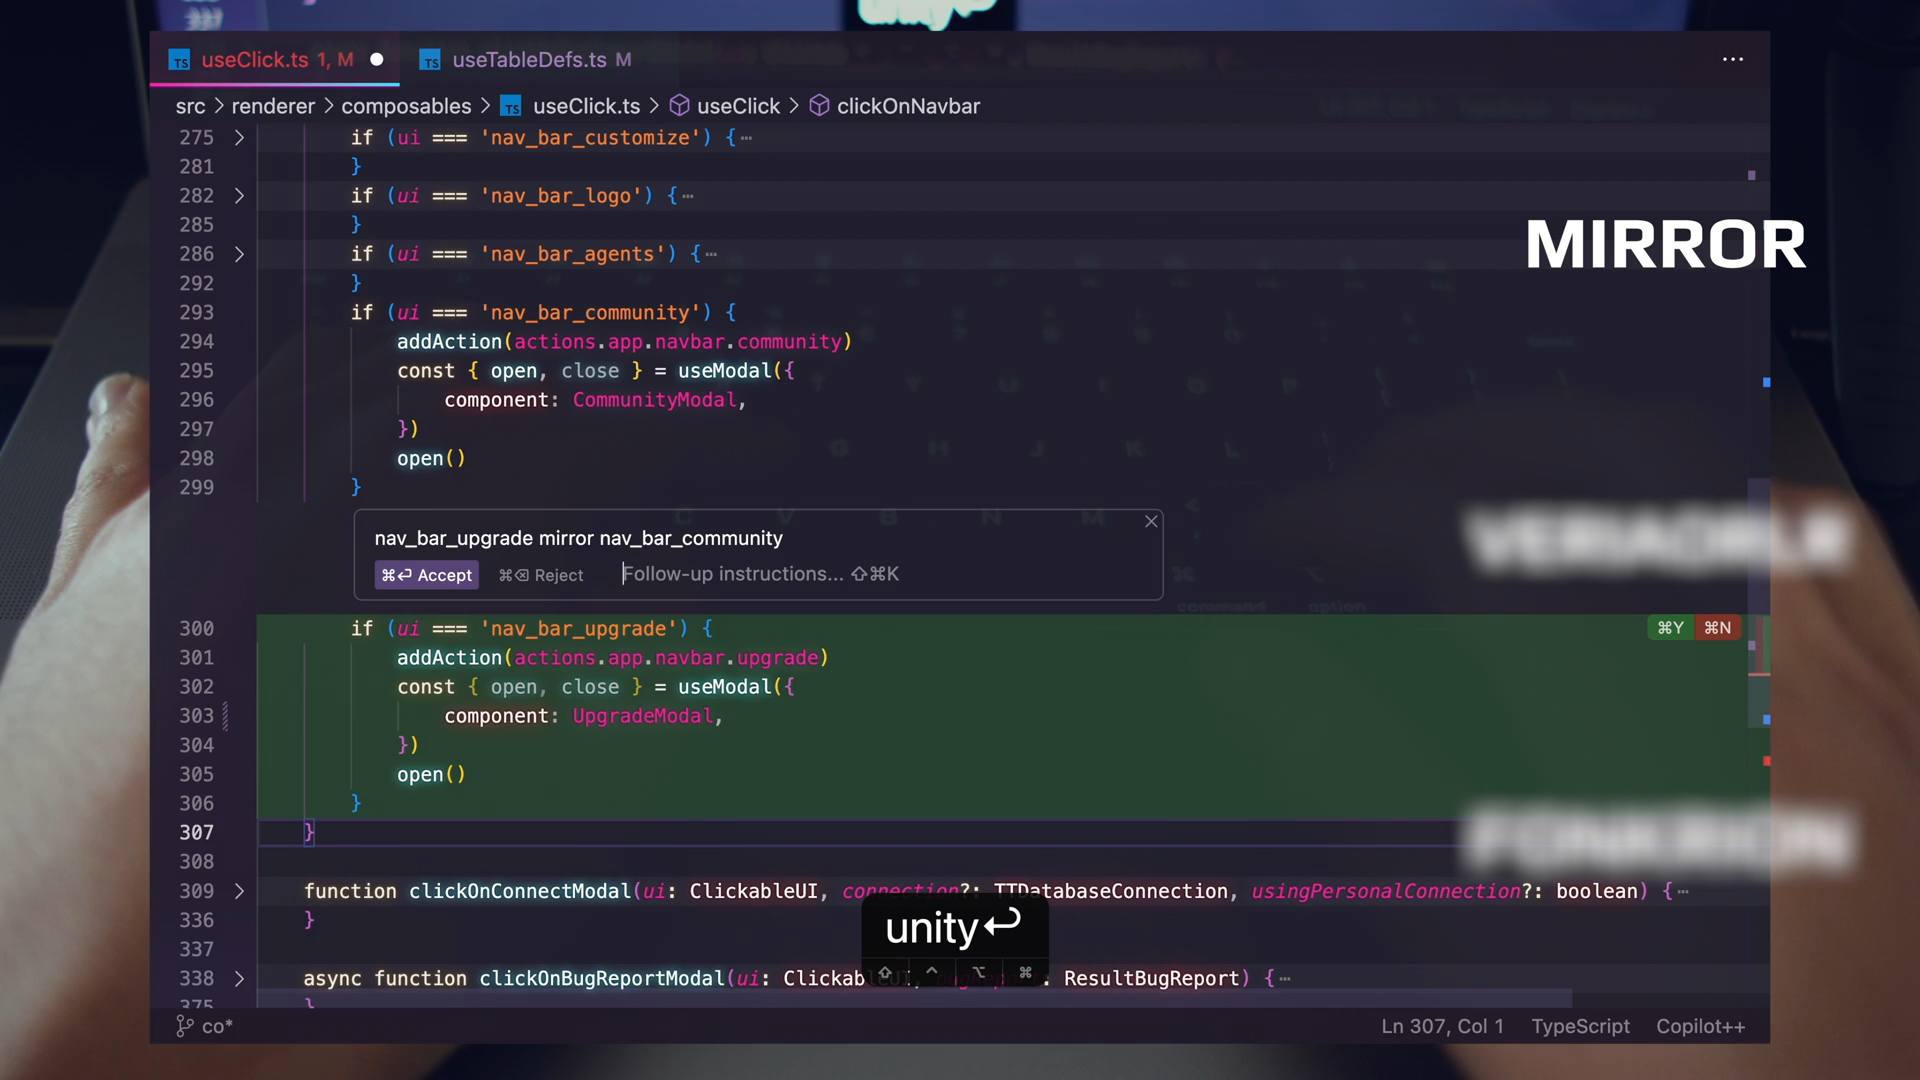 useClick.ts 1, M
useTableDefs.ts M
...
src > renderer > composables > TS useClick.ts > useClick > clickOnNavbar
275 if (ui === 'nav_bar_customize') {…
281 }
282 if (ui === 'nav_bar_logo') {…
285 }
286 if (ui === 'nav_bar_agents') {…
292 }
293 if (ui === 'nav_bar_community') {
294 addAction(actions.app.navbar.community)
295 const { open, close } = useModal({
296 component: CommunityModal,
297 })
298 open()
299 }
MIRROR
nav_bar_upgrade mirror nav_bar_community
⌘⏎ Accept ⌘⌫ Reject Follow-up instructions... ⇧⌘K
300 if (ui === 'nav_bar_upgrade') {
⌘Y ⌘N
301 addAction(actions.app.navbar.upgrade)
302 const { open, close } = useModal({
303 component: UpgradeModal,
304 })
305 open()
306 }
307 }
308
309 function clickOnConnectModal(ui: ClickableUI, connection?: TTDatabaseConnection, usingPersonalConnection?: boolean) {…
336 }
337
338 async function clickOnBugReportModal(ui: ClickableUI, : ResultBugReport) {…
375 }
unity↩
⇧ ^ ⌥ ⌘
co*
Ln 307, Col 1 TypeScript Copilot++